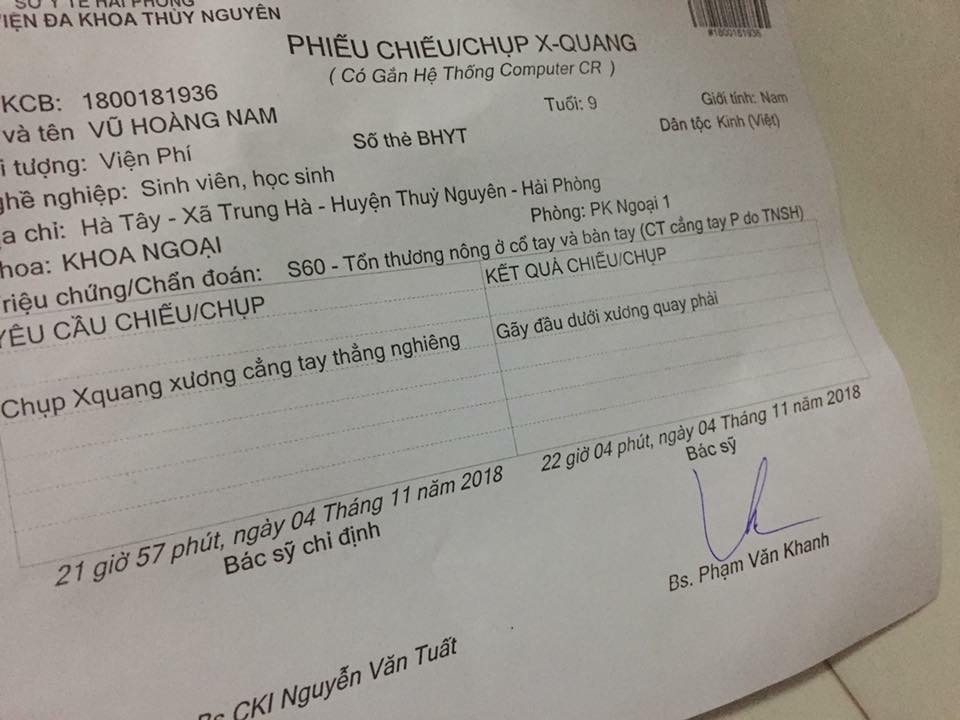 SỞ Y TẾ HẢI PHÒNG
VIỆN ĐA KHOA THỦY NGUYÊN
#1800181936
PHIẾU CHIẾU/CHỤP X-QUANG
( Có Gắn Hệ Thống Computer CR )
KCB: 1800181936
và tên VŨ HOÀNG NAM
Tuổi: 9
Giới tính: Nam
i tượng: Viện Phí
Số thẻ BHYT
Dân tộc Kinh (Việt)
ghề nghiệp: Sinh viên, học sinh
a chỉ: Hà Tây - Xã Trung Hà - Huyện Thuỷ Nguyên - Hải Phòng
hoa: KHOA NGOẠI
Phòng: PK Ngoại 1
riệu chứng/Chẩn đoán: S60 - Tổn thương nông ở cổ tay và bàn tay (CT cẳng tay P do TNSH)
YÊU CẦU CHIẾU/CHỤP
KẾT QUẢ CHIẾU/CHỤP
Chụp Xquang xương cẳng tay thẳng nghiêng
Gãy đầu dưới xương quay phải
21 giờ 57 phút, ngày 04 Tháng 11 năm 2018
Bác sỹ chỉ định
22 giờ 04 phút, ngày 04 Tháng 11 năm 2018
Bác sỹ
Bs. Phạm Văn Khanh
Bs CKI Nguyễn Văn Tuất